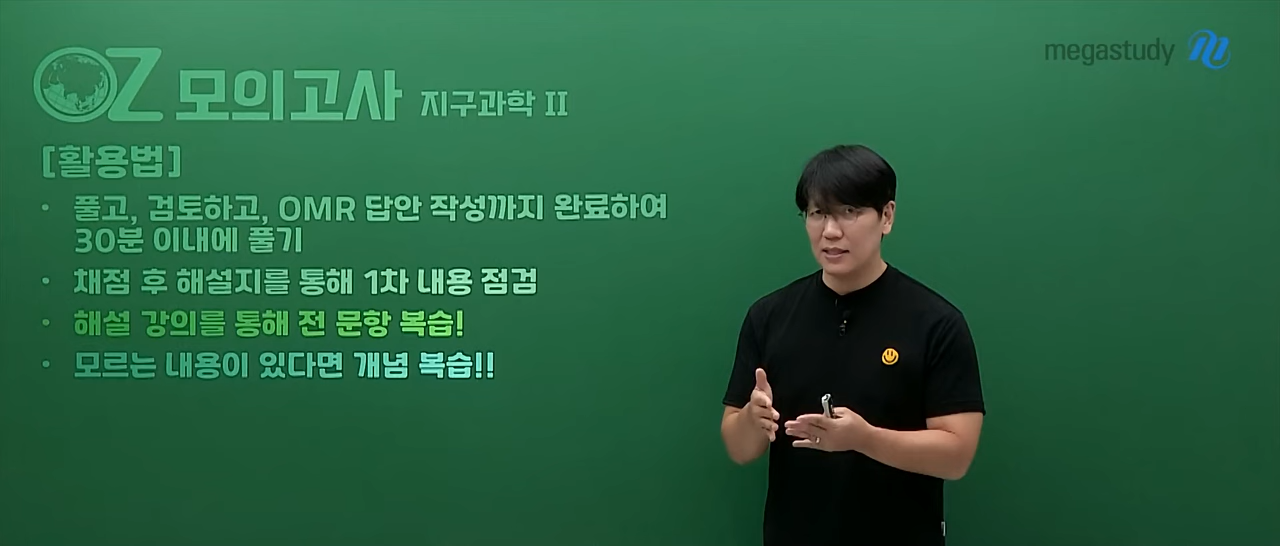 OZ 모의고사 지구과학 II
megastudy
[활용법]
• 풀고, 검토하고, OMR 답안 작성까지 완료하여
30분 이내에 풀기
• 채점 후 해설지를 통해 1차 내용 점검
• 해설 강의를 통해 전 문항 복습!
• 모르는 내용이 있다면 개념 복습!!